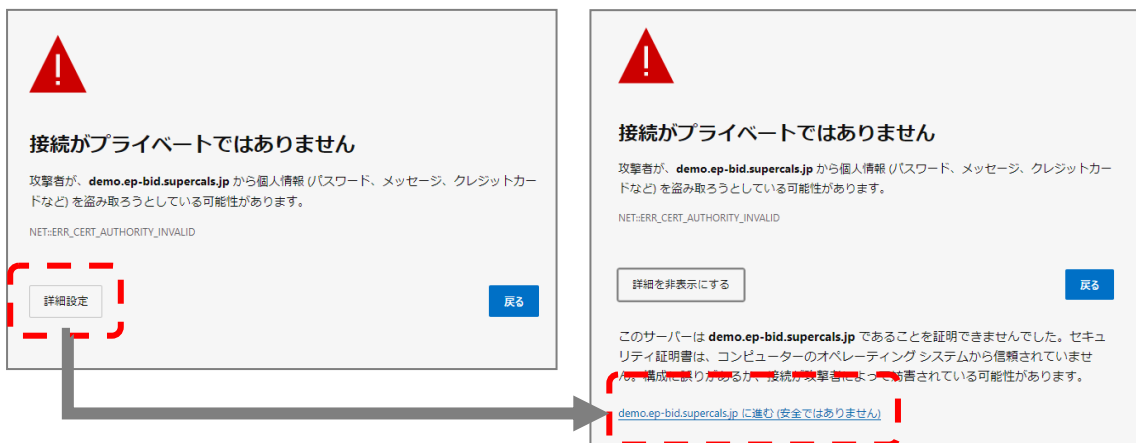 接続がプライベートではありません
攻撃者が、demo.ep-bid.supercals.jp から個人情報 (パスワード、メッセージ、クレジットカー
ドなど) を盗み取ろうとしている可能性があります。
NET::ERR_CERT_AUTHORITY_INVALID
詳細設定
戻る
接続がプライベートではありません
攻撃者が、demo.ep-bid.supercals.jp から個人情報 (パスワード、メッセージ、クレジットカー
ドなど) を盗み取ろうとしている可能性があります。
NET::ERR_CERT_AUTHORITY_INVALID
詳細を非表示にする
戻る
このサーバーは demo.ep-bid.supercals.jp であることを証明できませんでした。セキュ
リティ証明書は、コンピューターのオペレーティング システムから信頼されていませ
ん。構成に誤りがあるか、接続が攻撃者によって妨害されている可能性があります。
demo.ep-bid.supercals.jp に進む (安全ではありません)